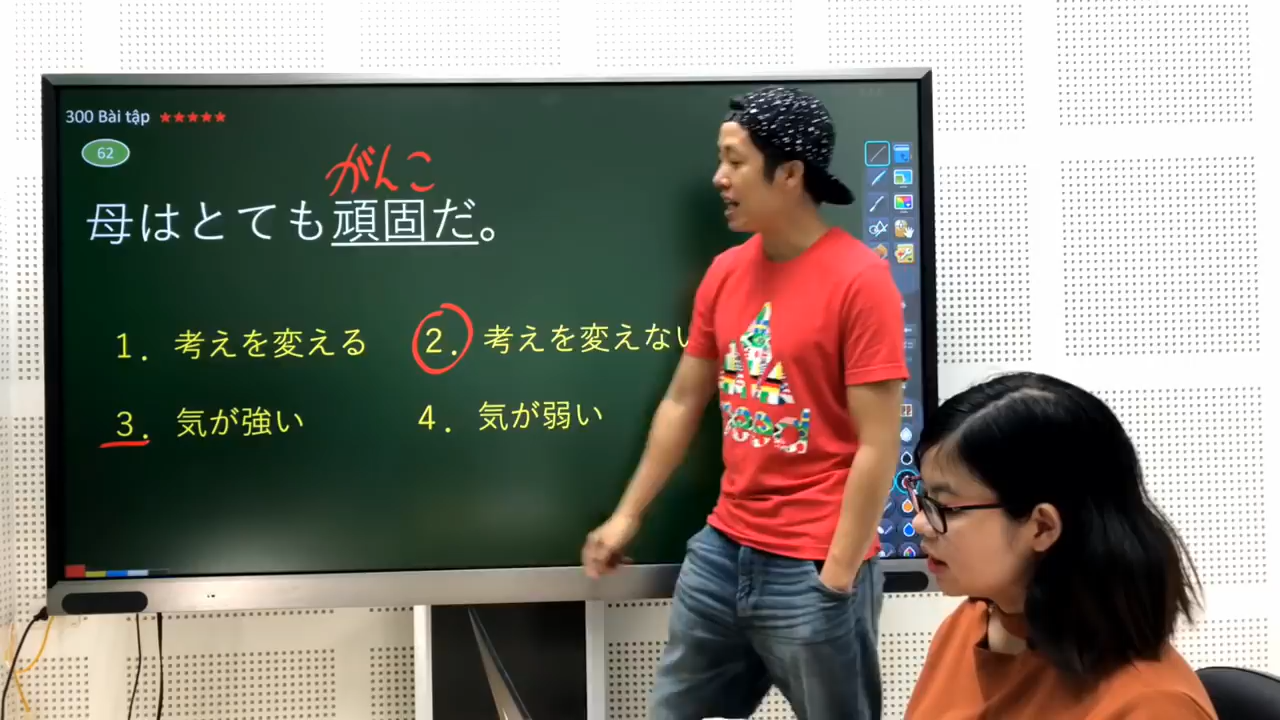 300 Bài tập ★★★★★
62
がんこ
母はとても頑固だ。
1. 考えを変える
2. 考えを変えない
3. 気が強い
4. 気が弱い